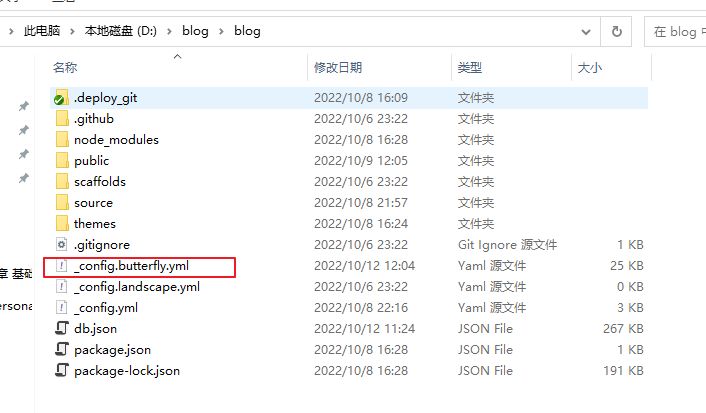 此电脑 > 本地磁盘 (D:) > blog > blog 在 blog 中
名称 修改日期 类型 大小
.deploy_git 2022/10/8 16:09 文件夹
.github 2022/10/6 23:22 文件夹
node_modules 2022/10/8 16:28 文件夹
public 2022/10/9 12:05 文件夹
scaffolds 2022/10/6 23:22 文件夹
source 2022/10/8 21:57 文件夹
themes 2022/10/8 16:24 文件夹
.gitignore 2022/10/6 23:22 Git Ignore 源文件 1 KB
章 基础 _config.butterfly.yml 2022/10/12 12:04 Yaml 源文件 25 KB
_config.landscape.yml 2022/10/6 23:22 Yaml 源文件 0 KB
ersona _config.yml 2022/10/8 22:16 Yaml 源文件 3 KB
db.json 2022/10/12 11:24 JSON File 267 KB
package.json 2022/10/8 16:28 JSON File 1 KB
package-lock.json 2022/10/8 16:28 JSON File 191 KB